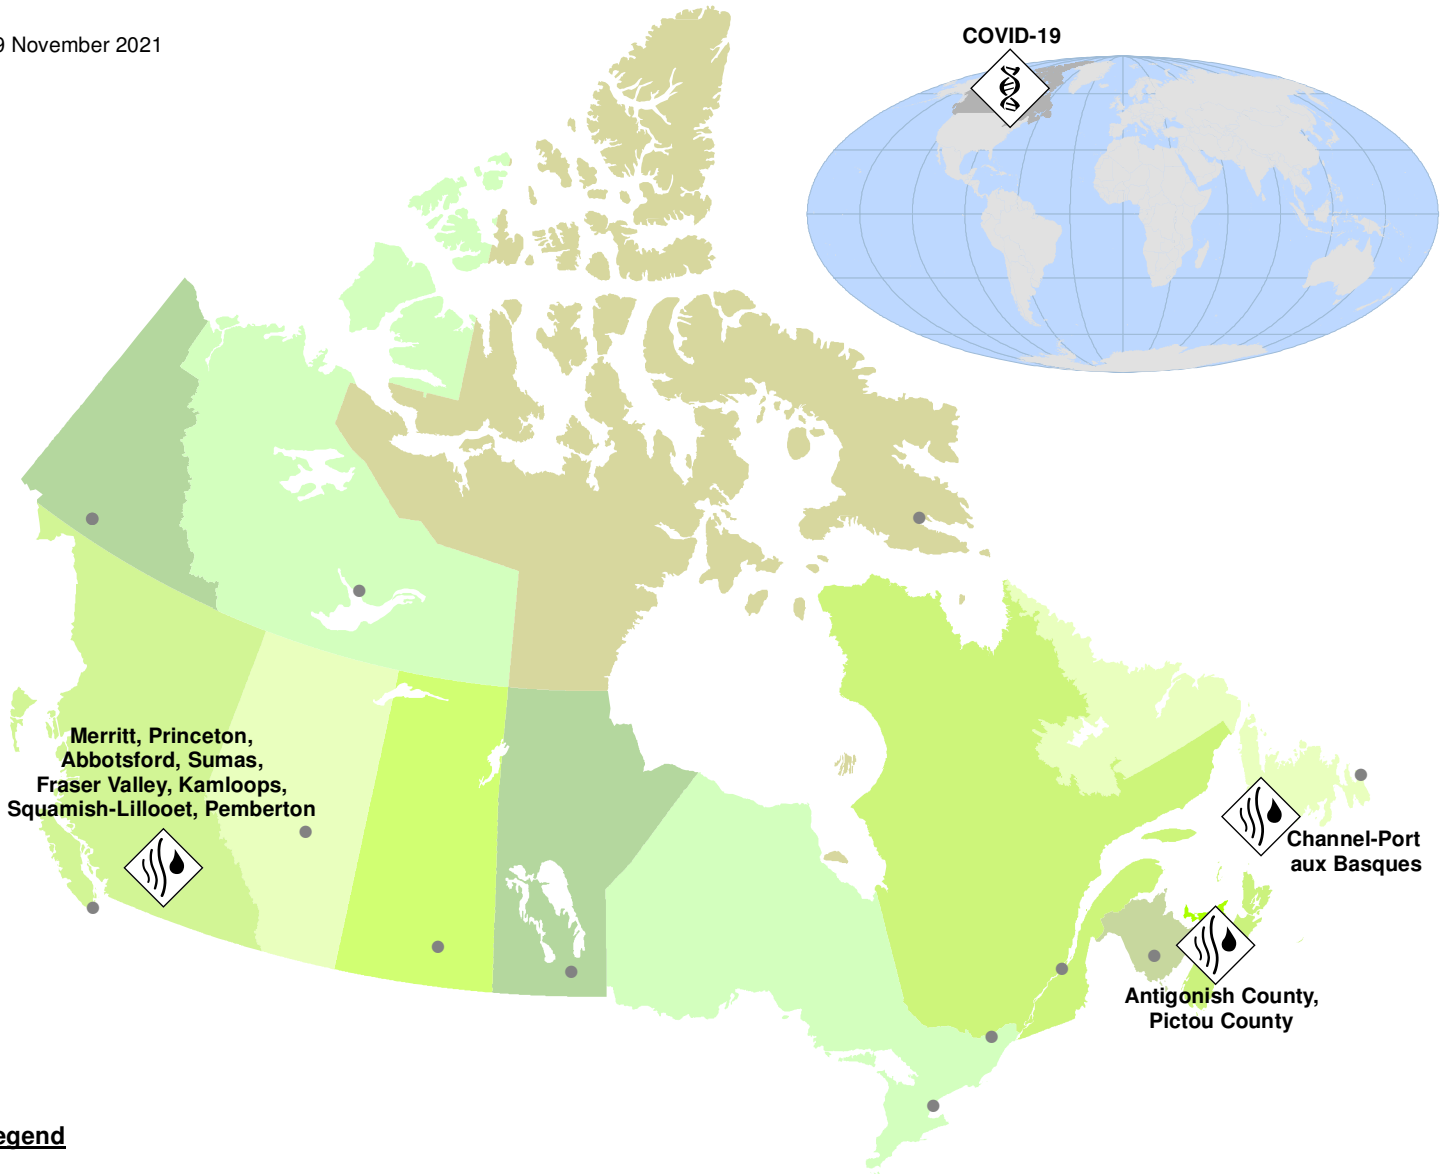 9 November 2021
COVID-19
Merritt, Princeton,
Abbotsford, Sumas,
Fraser Valley, Kamloops,
Squamish-Lillooet, Pemberton
Channel-Port
aux Basques
Antigonish County,
Pictou County
egend